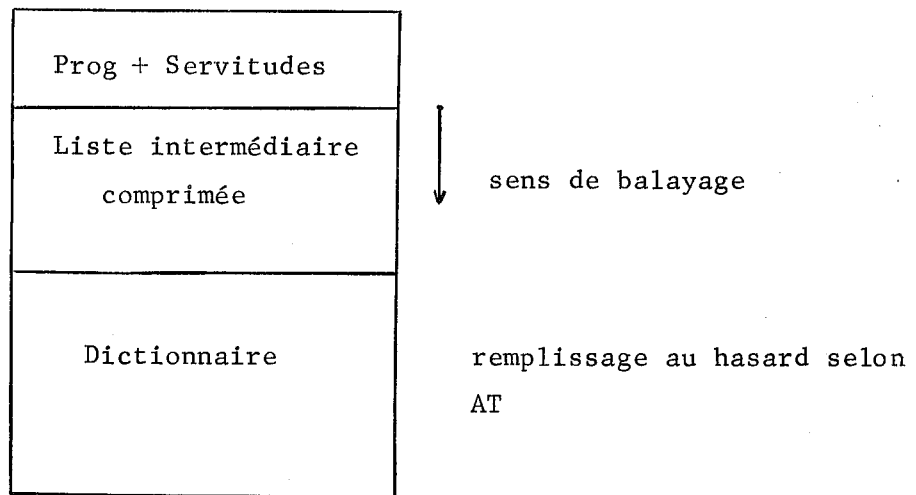 Prog + Servitudes
Liste intermédiaire
comprimée
sens de balayage
Dictionnaire
remplissage au hasard selon
AT